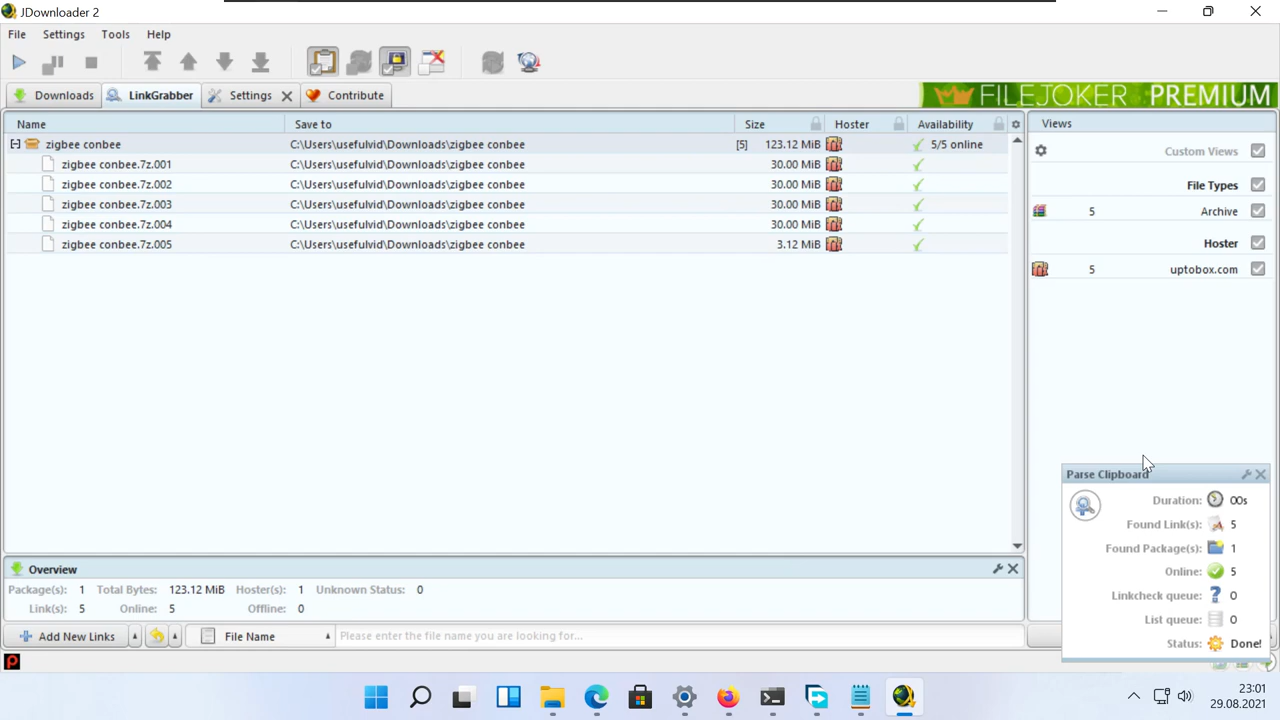 JDownloader 2
File Settings Tools Help
Downloads LinkGrabber Settings Contribute FILEJOKER PREMIUM
Name Save to Size Hoster Availability
[-] zigbee conbee C:\Users\usefulvid\Downloads\zigbee conbee [5] 123.12 MiB 5/5 online
zigbee conbee.7z.001 C:\Users\usefulvid\Downloads\zigbee conbee 30.00 MiB
zigbee conbee.7z.002 C:\Users\usefulvid\Downloads\zigbee conbee 30.00 MiB
zigbee conbee.7z.003 C:\Users\usefulvid\Downloads\zigbee conbee 30.00 MiB
zigbee conbee.7z.004 C:\Users\usefulvid\Downloads\zigbee conbee 30.00 MiB
zigbee conbee.7z.005 C:\Users\usefulvid\Downloads\zigbee conbee 3.12 MiB
Views
Custom Views
File Types
5 Archive
Hoster
5 uptobox.com
Parse Clipboard
Duration: 00s
Found Link(s): 5
Found Package(s): 1
Online: 5
Linkcheck queue: 0
List queue: 0
Status: Done!
Overview
Package(s): 1 Total Bytes: 123.12 MiB Hoster(s): 1 Unknown Status: 0
Link(s): 5 Online: 5 Offline: 0
Add New Links File Name Please enter the file name you are looking for...
23:01
29.08.2021